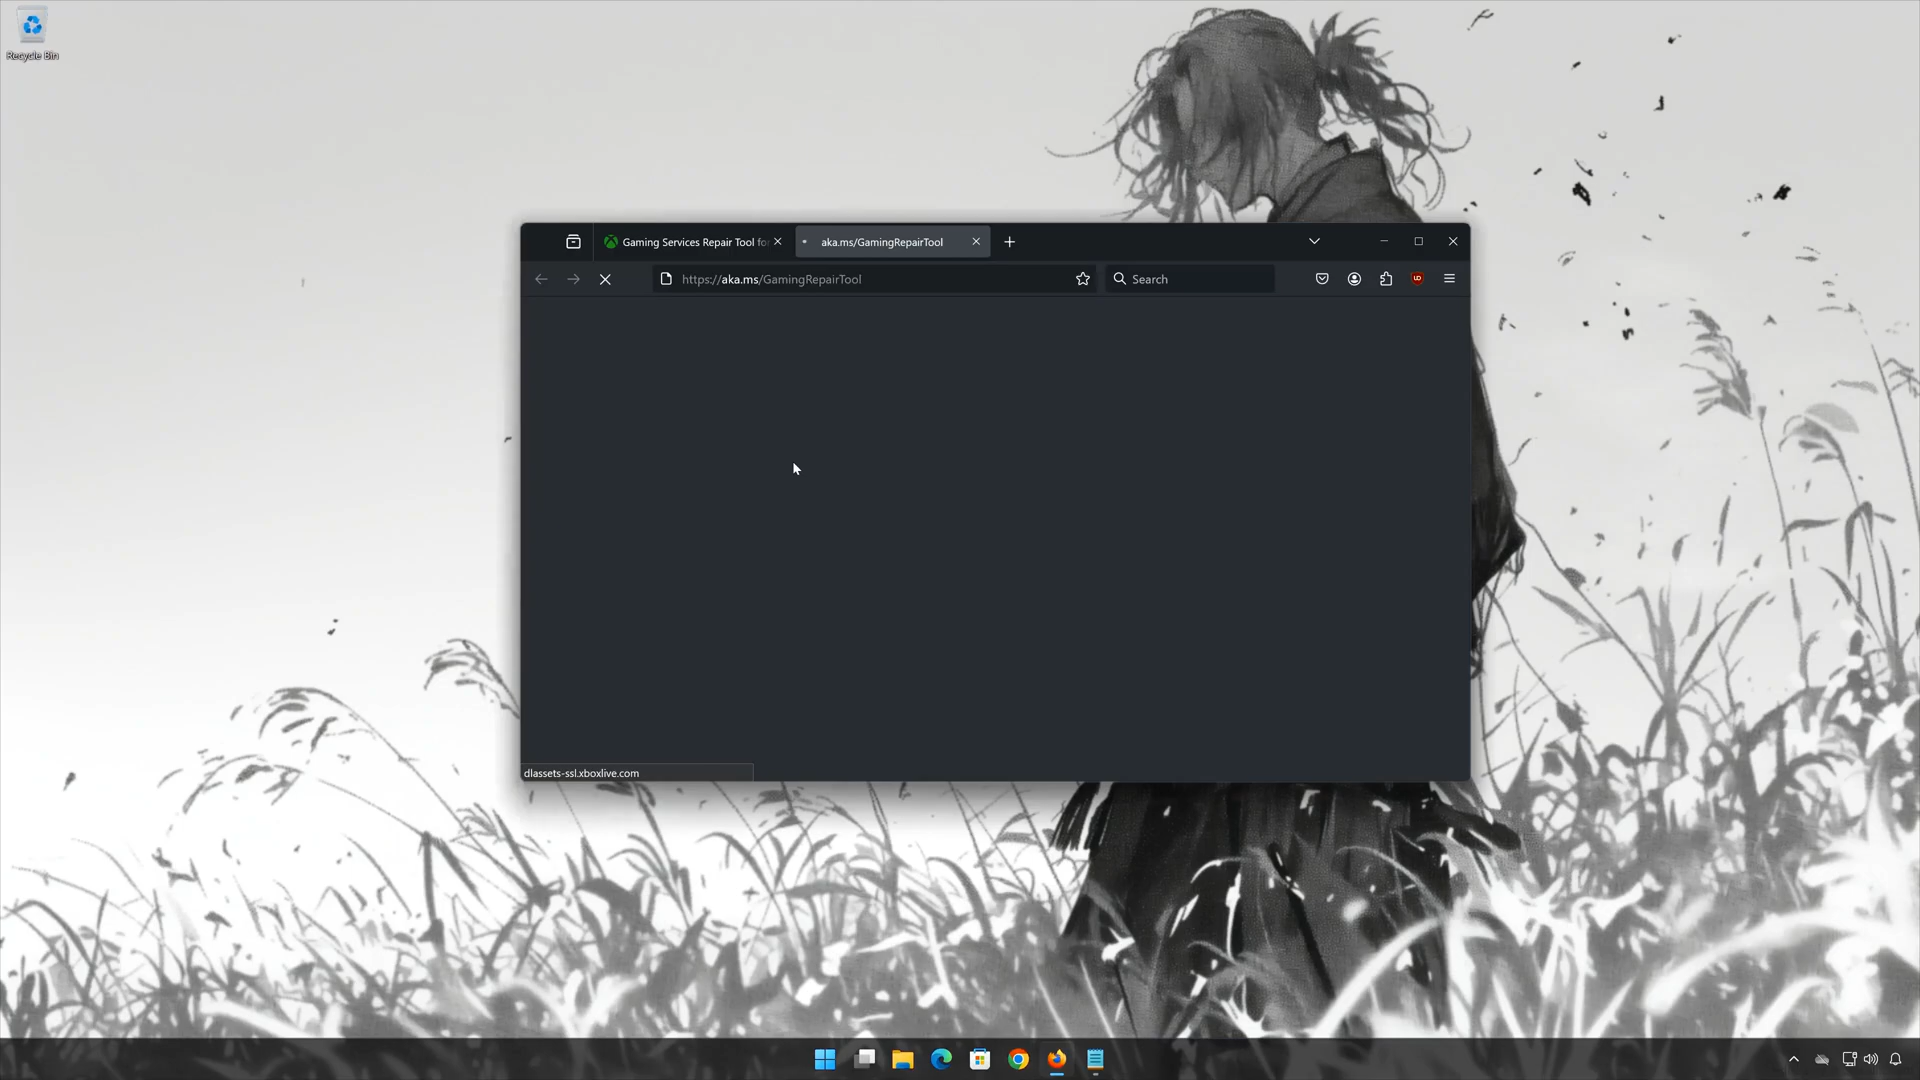 Recycle Bin
Gaming Services Repair Tool fo
aka.ms/GamingRepairTool
https://aka.ms/GamingRepairTool
Search
dlassets-ssl.xboxlive.com